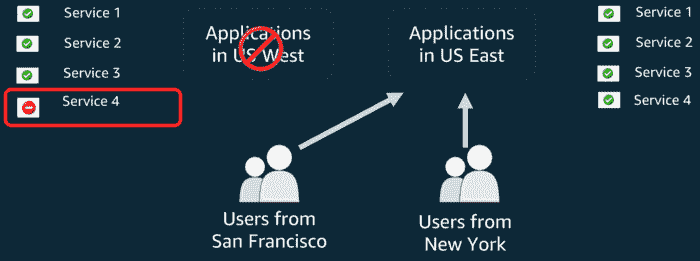 Service 1
Service 2
Service 3
Service 4
Applications
in US West
Applications
in US East
Service 1
Service 2
Service 3
Service 4
Users from
San Francisco
Users from
New York